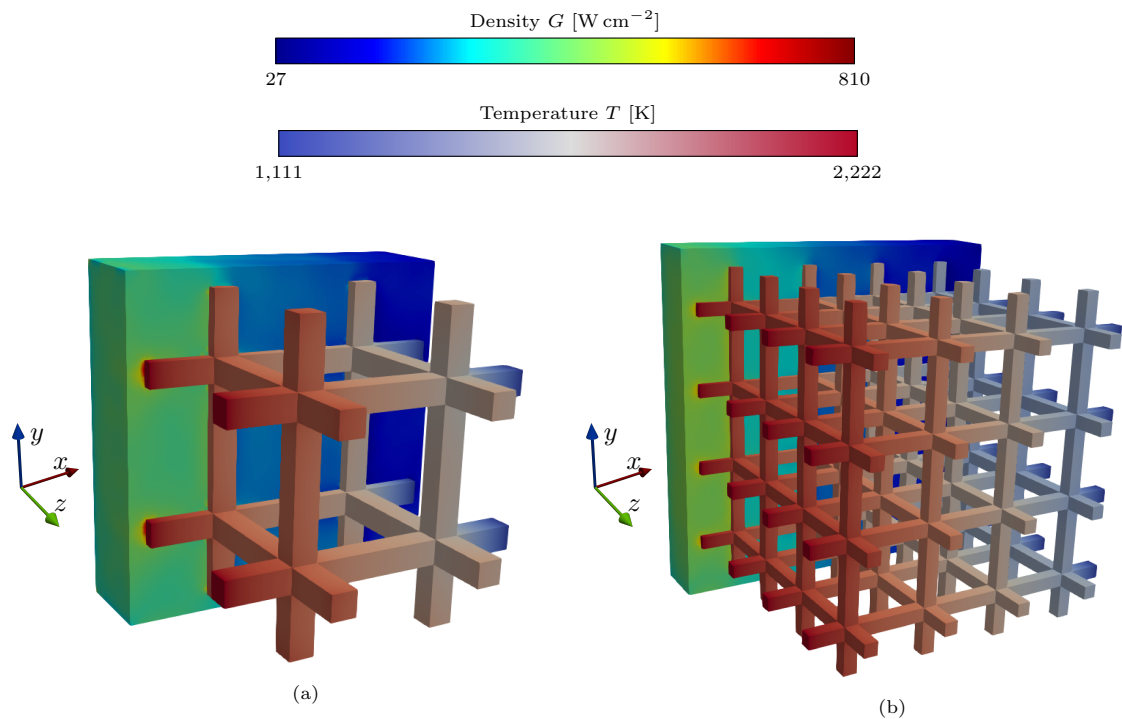 Density G [W cm⁻²]
27 810
Temperature T [K]
1,111 2,222
y
x
z
y
x
z
(a)
(b)